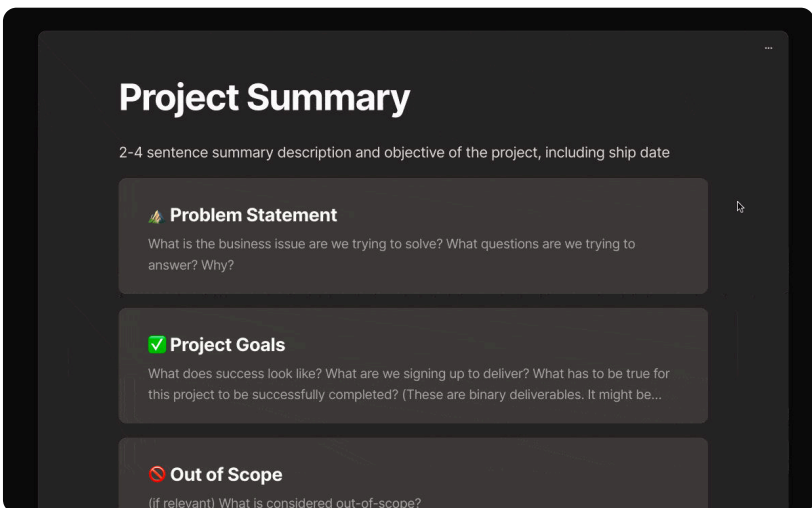 Project Summary
2-4 sentence summary description and objective of the project, including ship date
Problem Statement
What is the business issue are we trying to solve? What questions are we trying to
answer? Why?
✅ Project Goals
What does success look like? What are we signing up to deliver? What has to be true for
this project to be successfully completed? (These are binary deliverables. It might be...
🚫 Out of Scope
(if relevant) What is considered out-of-scope?